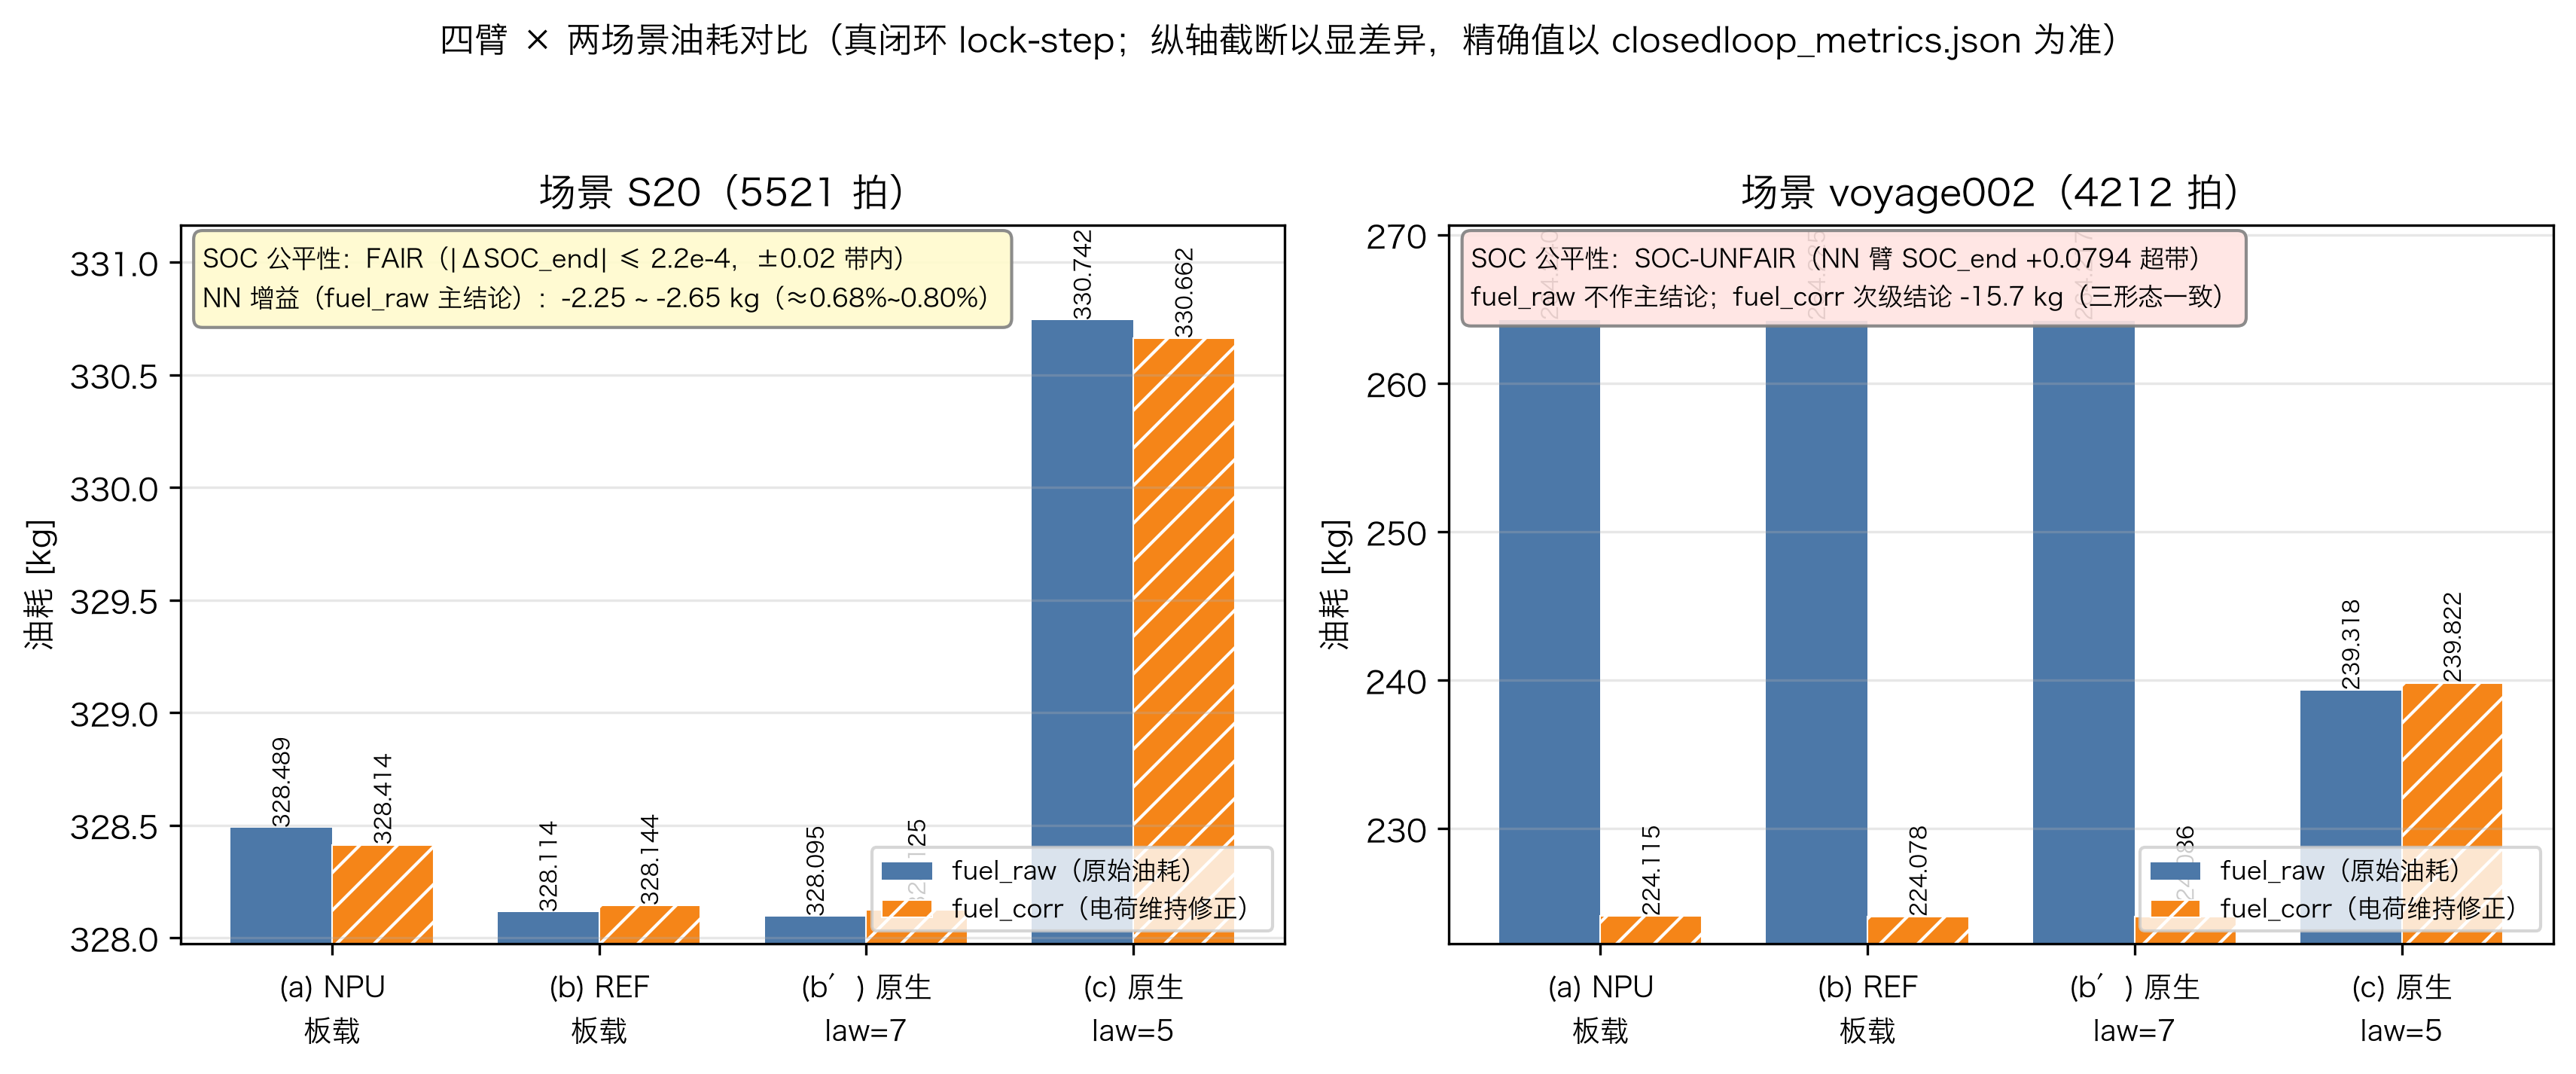 四臂 × 两场景油耗对比（真闭环 lock-step；纵轴截断以显差异，精确值以 closedloop_metrics.json 为准）
场景 S20（5521 拍）
SOC 公平性：FAIR（|ΔSOC_end| ≤ 2.2e-4，±0.02 带内）
NN 增益（fuel_raw 主结论）：-2.25 ~ -2.65 kg（≈0.68%~0.80%）
油耗 [kg]
331.0
330.5
330.0
329.5
329.0
328.5
328.0
328.489
328.414
328.114
328.144
328.095
330.742
330.662
fuel_raw（原始油耗）
fuel_corr（电荷维持修正）
(a) NPU
板载
(b) REF
板载
(b′) 原生
law=7
(c) 原生
law=5
场景 voyage002（4212 拍）
SOC 公平性：SOC-UNFAIR（NN 臂 SOC_end +0.0794 超带）
fuel_raw 不作主结论；fuel_corr 次级结论 -15.7 kg（三形态一致）
油耗 [kg]
270
260
250
240
230
224.115
224.078
239.318
239.822
fuel_raw（原始油耗）
fuel_corr（电荷维持修正）
(a) NPU
板载
(b) REF
板载
(b′) 原生
law=7
(c) 原生
law=5